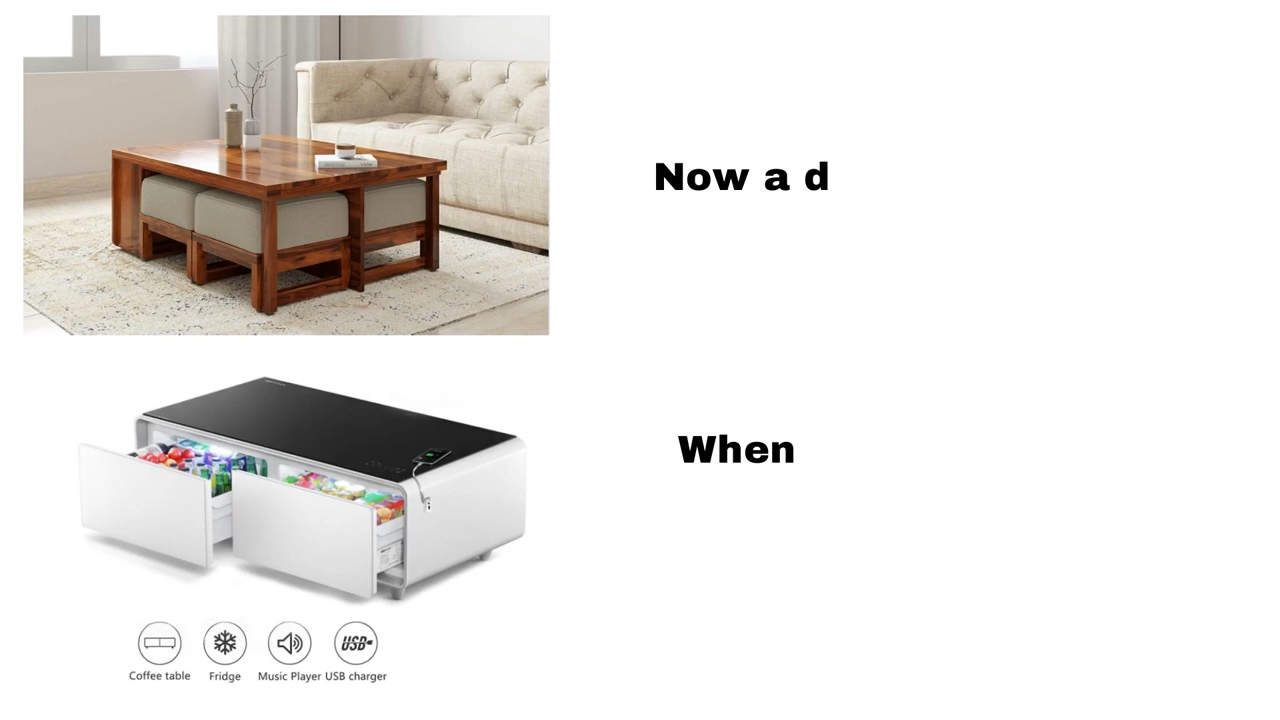 Now a d
When
USB
Coffee table
Fridge
Music Player
USB charger